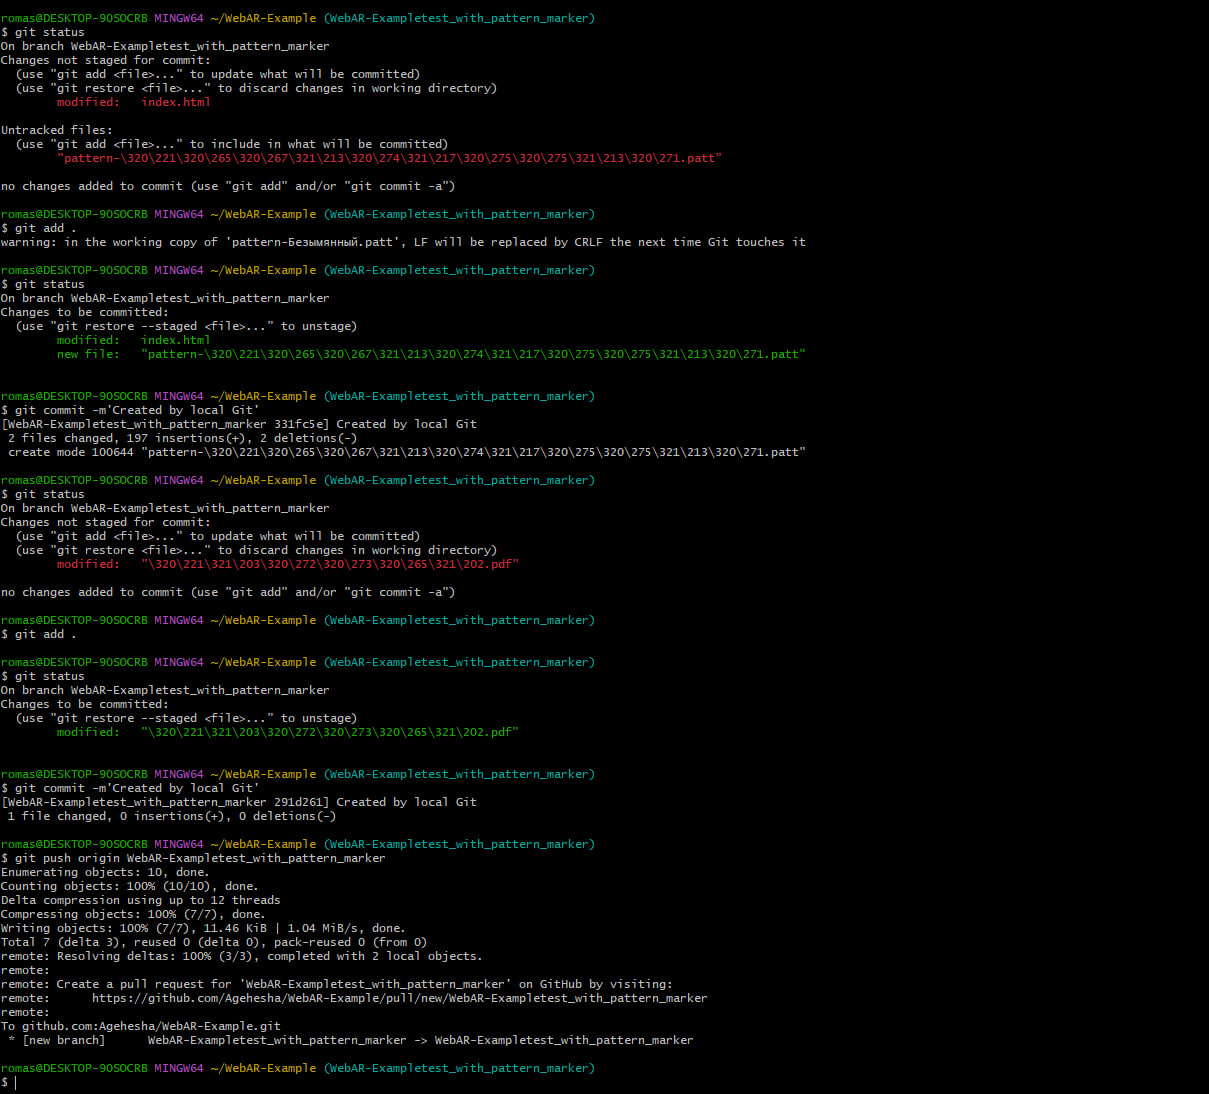 romas@DESKTOP-90SOCRB MINGW64 ~/WebAR-Example (WebAR-Exampletest_with_pattern_marker)
$ git status
On branch WebAR-Exampletest_with_pattern_marker
Changes not staged for commit:
  (use "git add <file>..." to update what will be committed)
  (use "git restore <file>..." to discard changes in working directory)
        modified:   index.html
Untracked files:
  (use "git add <file>..." to include in what will be committed)
        "pattern-\320\221\320\265\320\267\321\213\320\274\321\217\320\275\320\275\321\213\320\271.patt"
no changes added to commit (use "git add" and/or "git commit -a")
romas@DESKTOP-90SOCRB MINGW64 ~/WebAR-Example (WebAR-Exampletest_with_pattern_marker)
$ git add .
warning: in the working copy of 'pattern-Безымянный.patt', LF will be replaced by CRLF the next time Git touches it
romas@DESKTOP-90SOCRB MINGW64 ~/WebAR-Example (WebAR-Exampletest_with_pattern_marker)
$ git status
On branch WebAR-Exampletest_with_pattern_marker
Changes to be committed:
  (use "git restore --staged <file>..." to unstage)
        modified:   index.html
        new file:   "pattern-\320\221\320\265\320\267\321\213\320\274\321\217\320\275\320\275\321\213\320\271.patt"
romas@DESKTOP-90SOCRB MINGW64 ~/WebAR-Example (WebAR-Exampletest_with_pattern_marker)
$ git commit -m'Created by local Git'
[WebAR-Exampletest_with_pattern_marker 331fc5e] Created by local Git
 2 files changed, 197 insertions(+), 2 deletions(-)
 create mode 100644 "pattern-\320\221\320\265\320\267\321\213\320\274\321\217\320\275\320\275\321\213\320\271.patt"
romas@DESKTOP-90SOCRB MINGW64 ~/WebAR-Example (WebAR-Exampletest_with_pattern_marker)
$ git status
On branch WebAR-Exampletest_with_pattern_marker
Changes not staged for commit:
  (use "git add <file>..." to update what will be committed)
  (use "git restore <file>..." to discard changes in working directory)
        modified:   "\320\221\321\203\320\272\320\273\320\265\321\202.pdf"
no changes added to commit (use "git add" and/or "git commit -a")
romas@DESKTOP-90SOCRB MINGW64 ~/WebAR-Example (WebAR-Exampletest_with_pattern_marker)
$ git add .
romas@DESKTOP-90SOCRB MINGW64 ~/WebAR-Example (WebAR-Exampletest_with_pattern_marker)
$ git status
On branch WebAR-Exampletest_with_pattern_marker
Changes to be committed:
  (use "git restore --staged <file>..." to unstage)
        modified:   "\320\221\321\203\320\272\320\273\320\265\321\202.pdf"
romas@DESKTOP-90SOCRB MINGW64 ~/WebAR-Example (WebAR-Exampletest_with_pattern_marker)
$ git commit -m'Created by local Git'
[WebAR-Exampletest_with_pattern_marker 291d261] Created by local Git
 1 file changed, 0 insertions(+), 0 deletions(-)
romas@DESKTOP-90SOCRB MINGW64 ~/WebAR-Example (WebAR-Exampletest_with_pattern_marker)
$ git push origin WebAR-Exampletest_with_pattern_marker
Enumerating objects: 10, done.
Counting objects: 100% (10/10), done.
Delta compression using up to 12 threads
Compressing objects: 100% (7/7), done.
Writing objects: 100% (7/7), 11.46 KiB | 1.04 MiB/s, done.
Total 7 (delta 3), reused 0 (delta 0), pack-reused 0 (from 0)
remote: Resolving deltas: 100% (3/3), completed with 2 local objects.
remote:
remote: Create a pull request for 'WebAR-Exampletest_with_pattern_marker' on GitHub by visiting:
remote:      https://github.com/Agehesha/WebAR-Example/pull/new/WebAR-Exampletest_with_pattern_marker
remote:
To github.com:Agehesha/WebAR-Example.git
 * [new branch]      WebAR-Exampletest_with_pattern_marker -> WebAR-Exampletest_with_pattern_marker
romas@DESKTOP-90SOCRB MINGW64 ~/WebAR-Example (WebAR-Exampletest_with_pattern_marker)
$